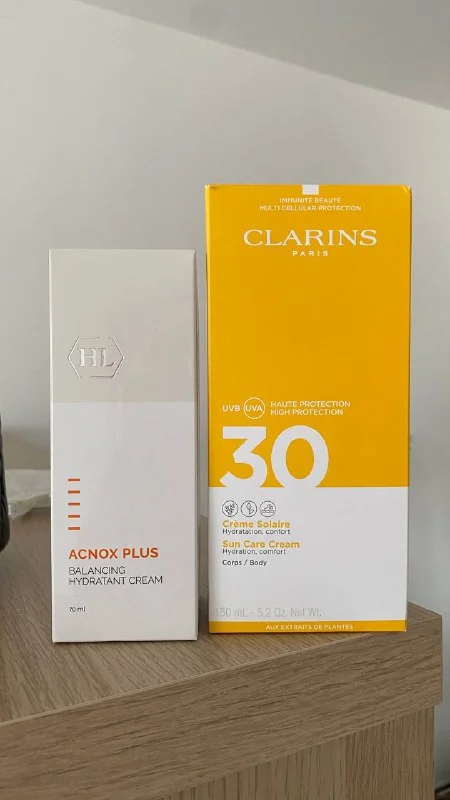 HL
ACNOX PLUS
BALANCING
HYDRATANT CREAM
70 ml
IMMUNITÉ BEAUTÉ
MULTI CELLULAR PROTECTION
CLARINS
PARIS
UVB UVA HAUTE PROTECTION
HIGH PROTECTION
30
Crème Solaire
Hydratation, confort
Sun Care Cream
Hydration, comfort
Corps / Body
150 mL - 5.2 Oz. Net Wt.
AUX EXTRAITS DE PLANTES